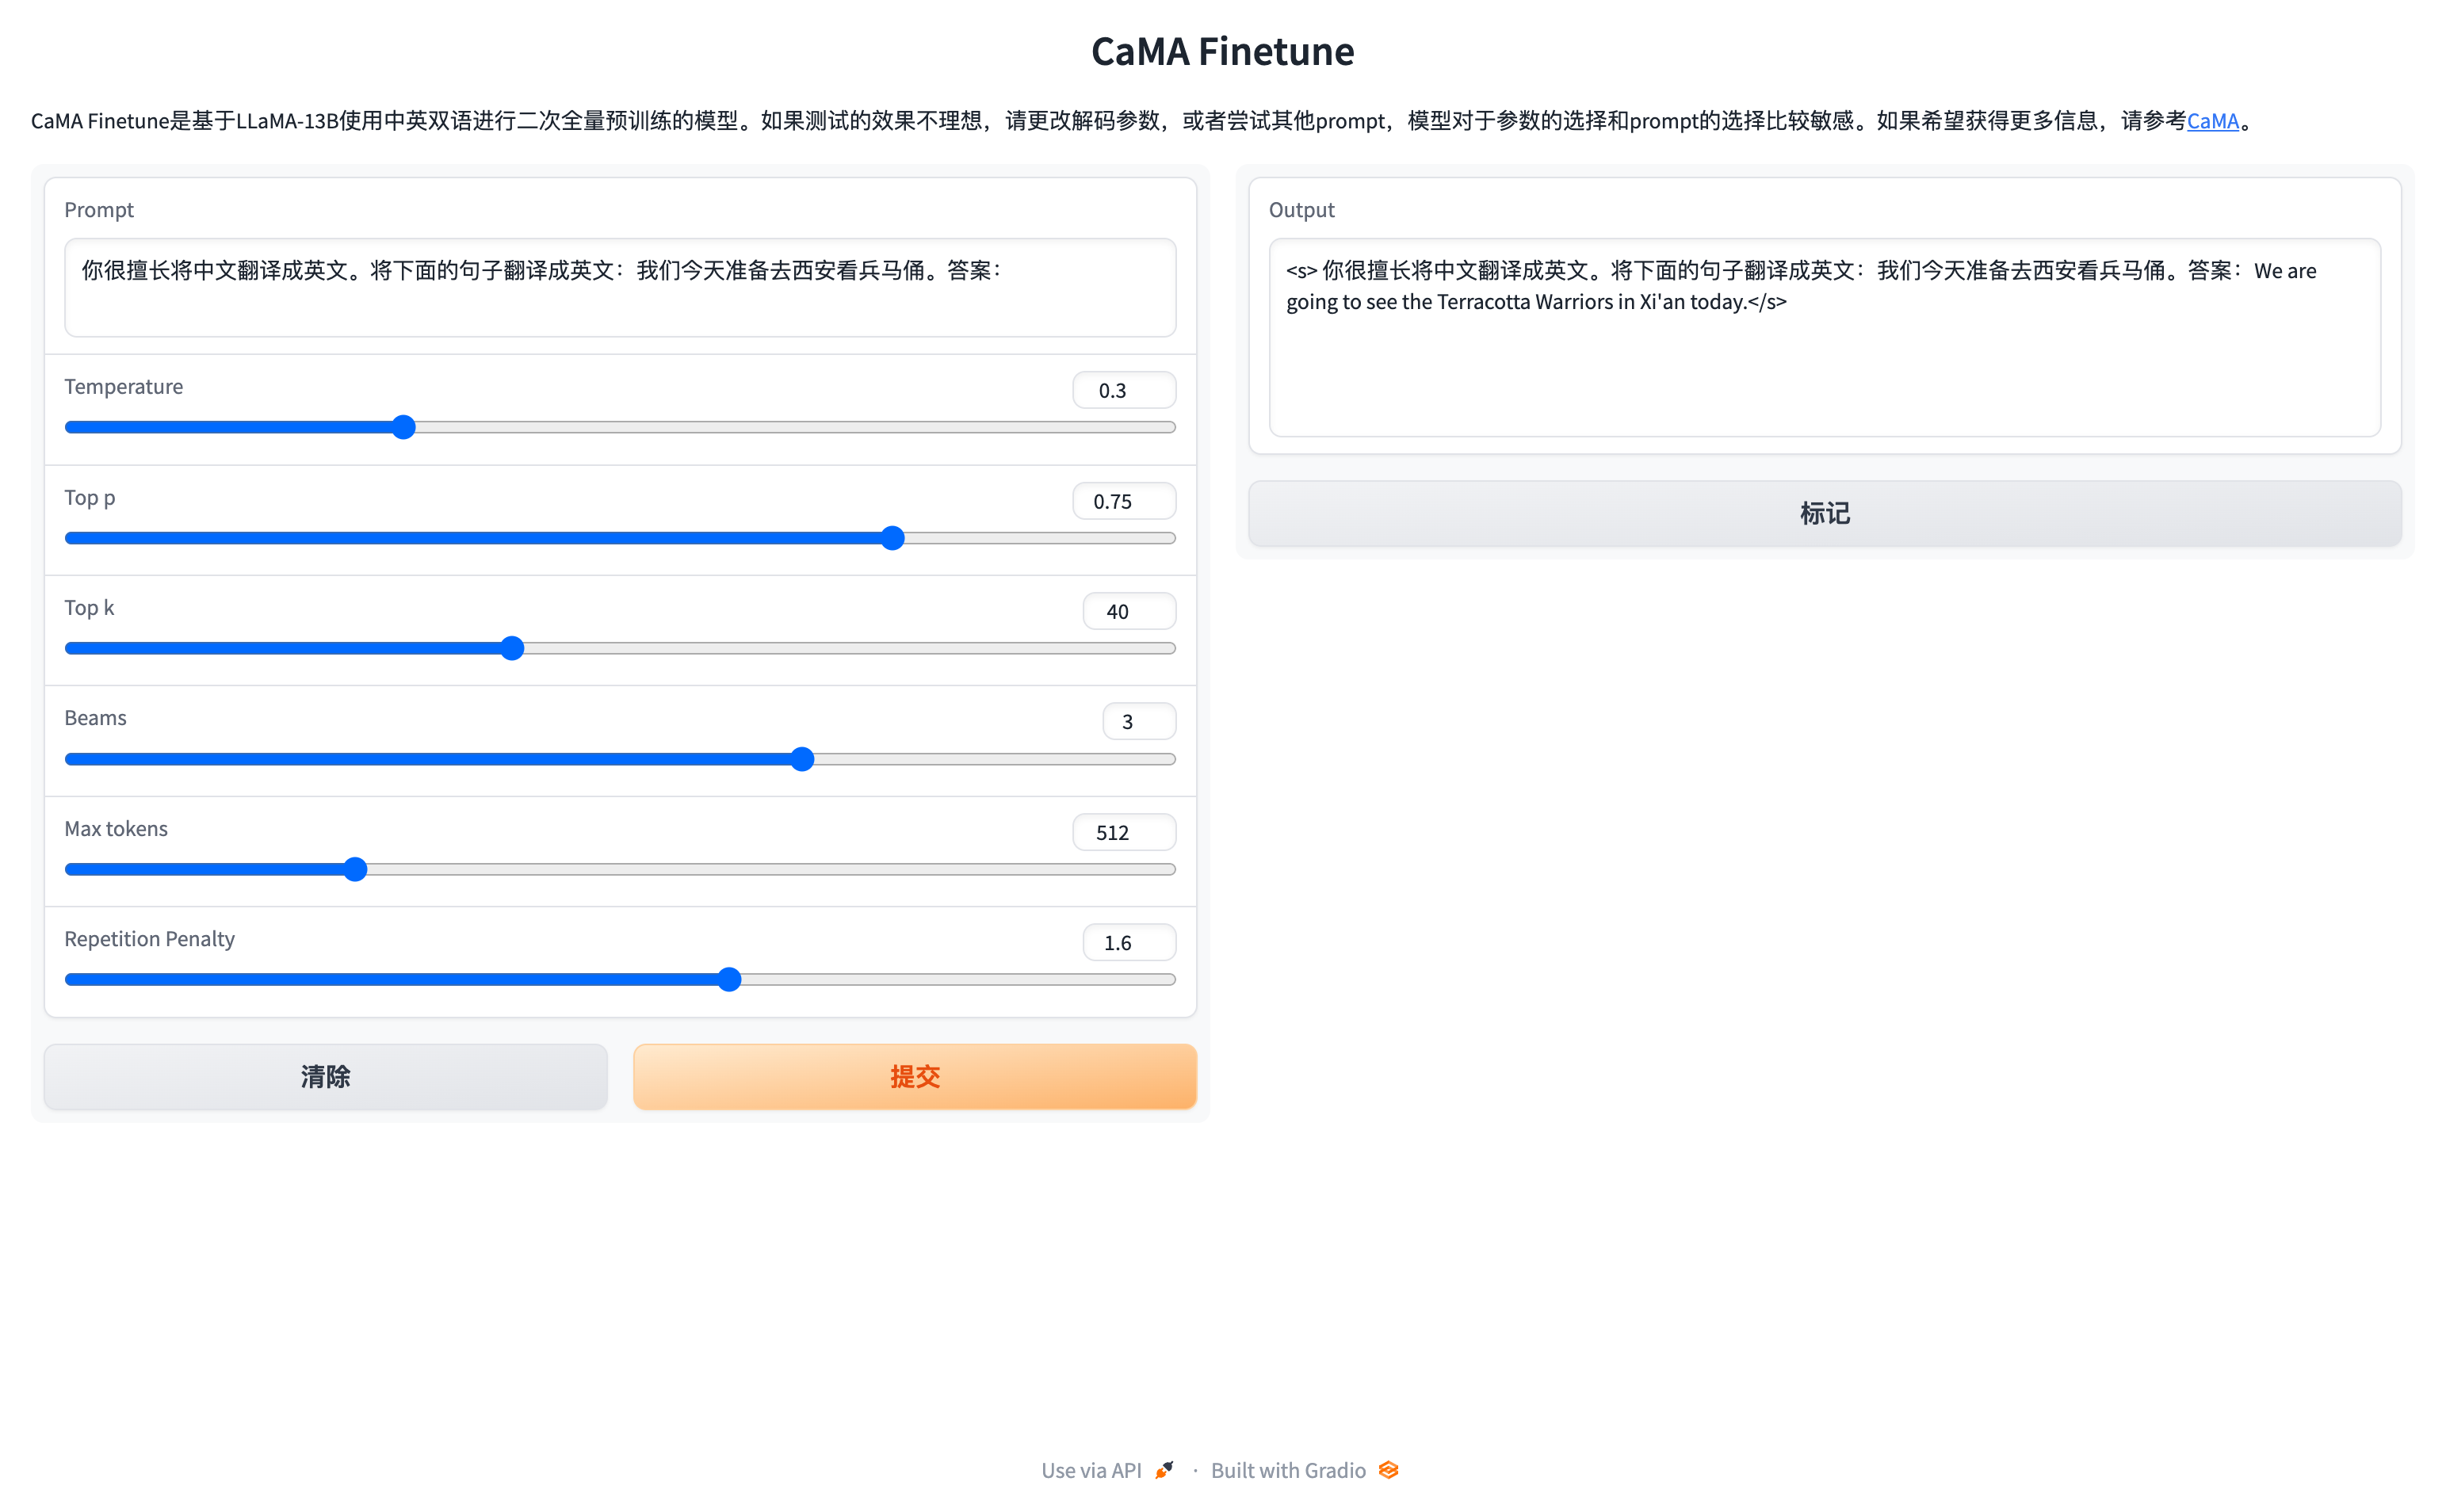 CaMA Finetune
CaMA Finetune是基于LLaMA-13B使用中英双语进行二次全量预训练的模型。如果测试的效果不理想，请更改解码参数，或者尝试其他prompt，模型对于参数的选择和prompt的选择比较敏感。如果希望获得更多信息，请参考CaMA。
Prompt
你很擅长将中文翻译成英文。将下面的句子翻译成英文：我们今天准备去西安看兵马俑。答案：
Temperature
0.3
Top p
0.75
Top k
40
Beams
3
Max tokens
512
Repetition Penalty
1.6
清除
提交
Output
<s> 你很擅长将中文翻译成英文。将下面的句子翻译成英文：我们今天准备去西安看兵马俑。答案：We are
going to see the Terracotta Warriors in Xi'an today.</s>
标记
Use via API · Built with Gradio